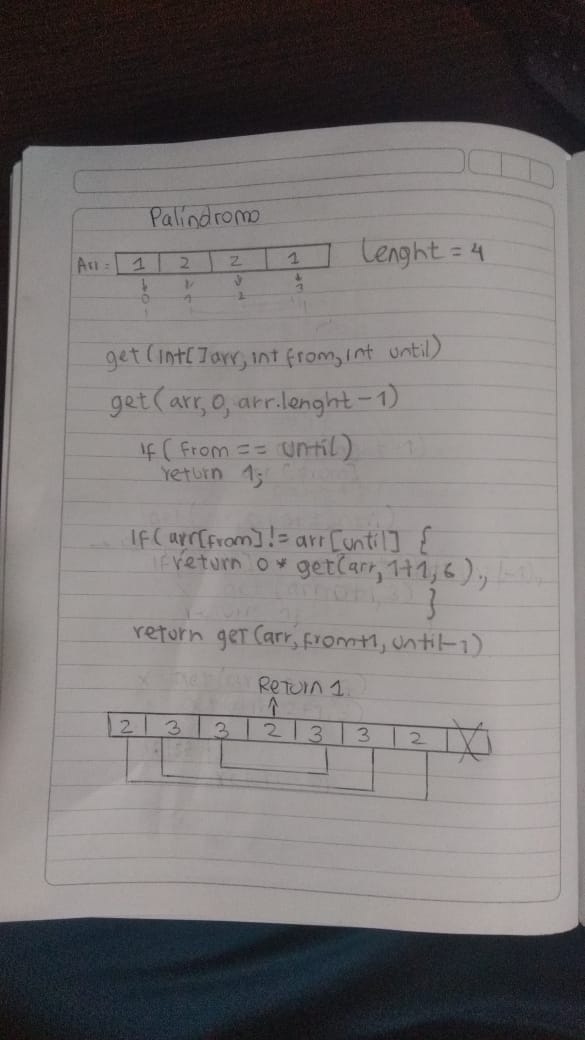 Palíndromo
Arr = 1 2 2 1 Lenght = 4
0 1 2 3
get(int[]arr, int from, int until)
get(arr, 0, arr.lenght-1)
if (from == until)
return 1;
If(arr[from] != arr[until] {
return 0 * get(arr, 1+1, 6).;
}
return get(arr, from+1, until-1)
Return 1.
2 3 3 2 3 3 2